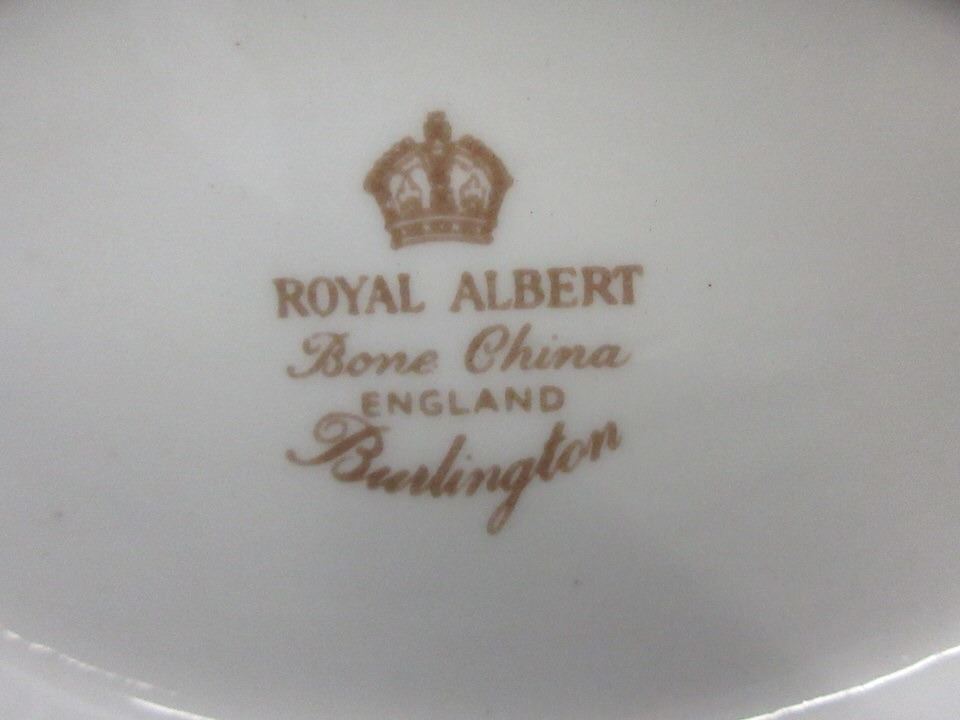 ROYAL ALBERT
Bone China
ENGLAND
Burlington